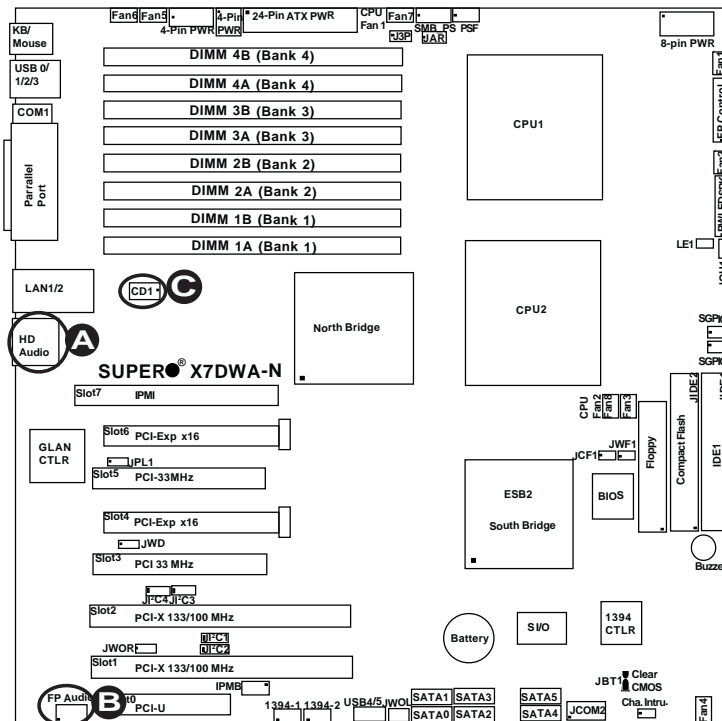 Fan6
Fan5
4-Pin PWR
4-Pin
PWR
24-Pin ATX PWR
CPU
Fan 1
Fan7
SMB_PS
PSF
J3P
JAR
8-pin PWR
KB/
Mouse
USB 0/
1/2/3
COM1
Parrallel
Port
DIMM 4B (Bank 4)
DIMM 4A (Bank 4)
DIMM 3B (Bank 3)
DIMM 3A (Bank 3)
DIMM 2B (Bank 2)
DIMM 2A (Bank 2)
DIMM 1B (Bank 1)
DIMM 1A (Bank 1)
CPU1
Fan1
FP Control
LE1
LAN1/2
CD1
C
HD
Audio
A
North Bridge
CPU2
SUPER ® X7DWA-N
Slot7
IPMI
Slot6
PCI-Exp x16
GLAN
CTLR
JPL1
Slot5
PCI-33MHz
Slot4
PCI-Exp x16
JWD
Slot3
PCI 33 MHz
JI²C4
JI²C3
Slot2
PCI-X 133/100 MHz
JI²C1
JI²C2
JWOR
Slot1
PCI-X 133/100 MHz
IPMB
FP Audio
B
PCI-U
CPU
Fan2
Fan8
Fan3
JCF1
JWF1
Floppy
Compact Flash
JIDE2
IDE1
ESB2
South Bridge
BIOS
Battery
SI/O
1394
CTLR
JBT1
Clear
CMOS
Cha. Intru-
1394-1
1394-2
USB4/5
JWOL
SATA1
SATA3
SATA0
SATA2
SATA5
SATA4
JCOM2
Fan4